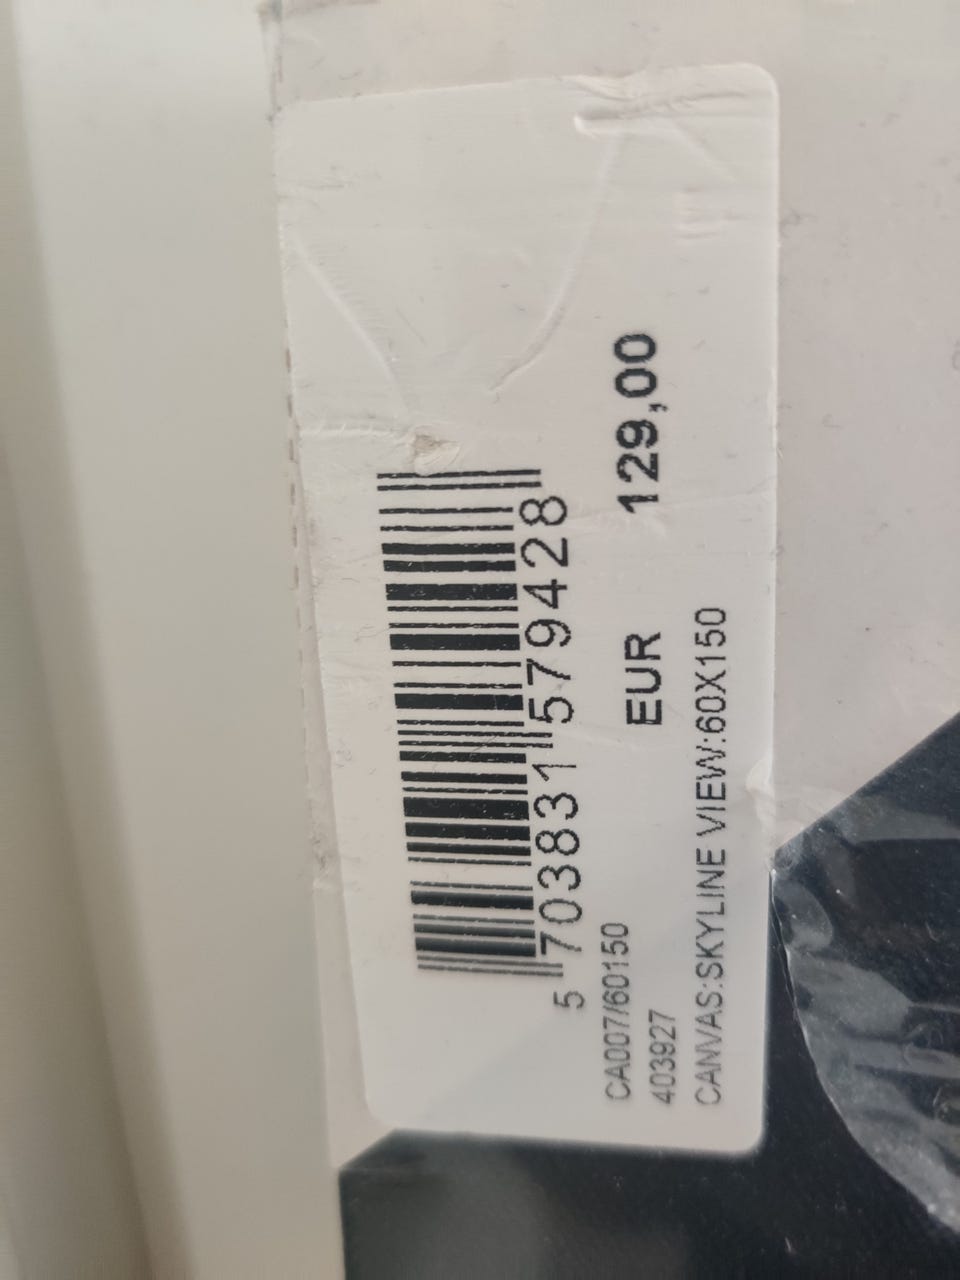 5 703831 579428
CA007/60150
403927 EUR 129,00
CANVAS:SKYLINE VIEW:60X150